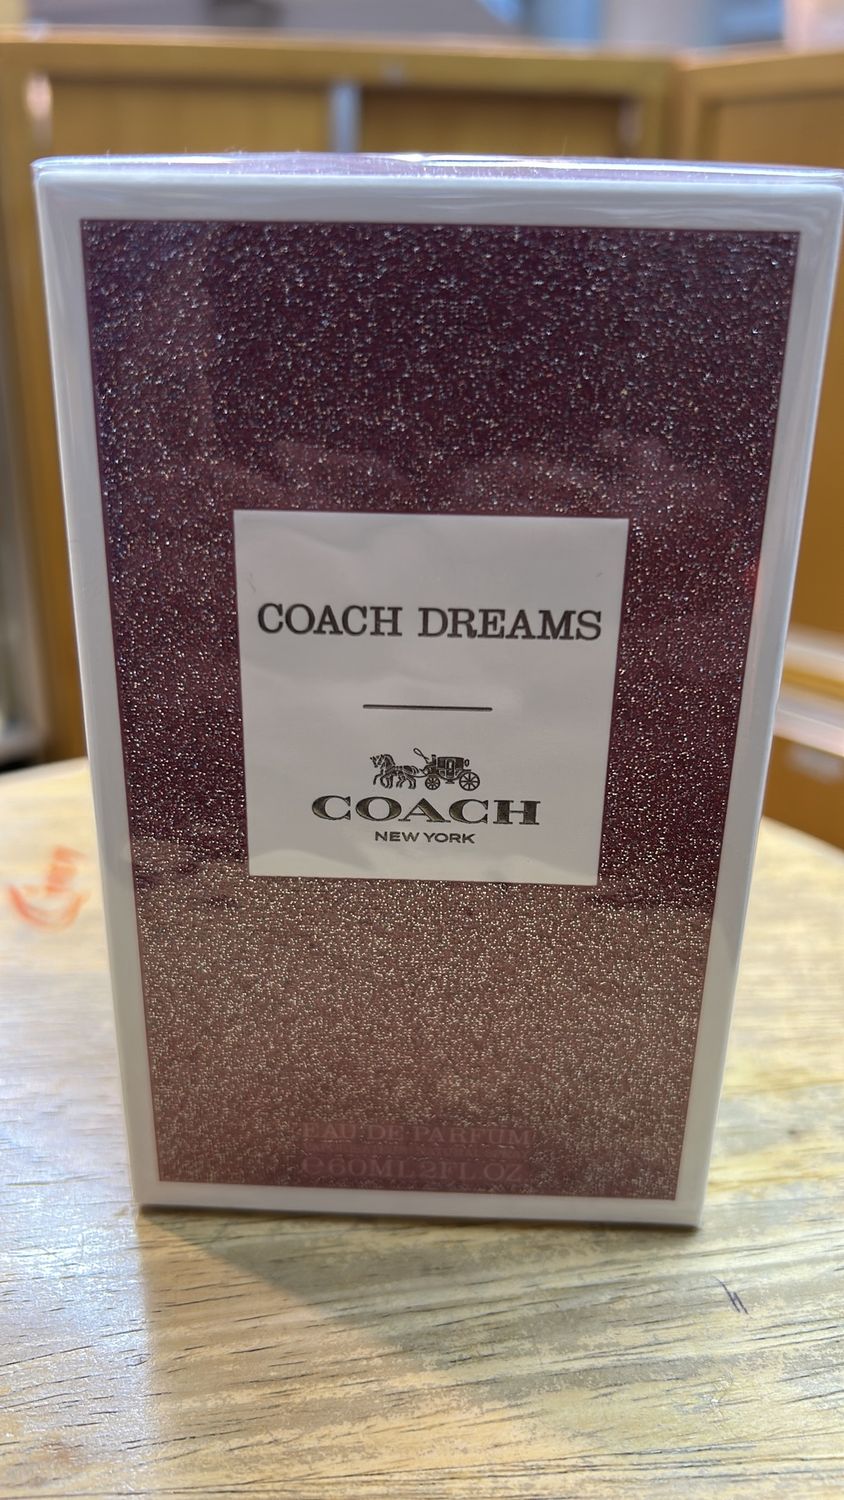 COACH DREAMS
COACH
NEW YORK
EAU DE PARFUM
℮60ML 2FL OZ